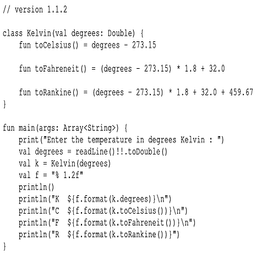 // version 1.1.2
class Kelvin(val degrees: Double) {
fun toCelsius() = degrees - 273.15
fun toFahreneit() = (degrees - 273.15) * 1.8 + 32.0
fun toRankine() = (degrees - 273.15) * 1.8 + 32.0 + 459.67
}
fun main(args: Array<String>) {
print("Enter the temperature in degrees Kelvin : ")
val degrees = readLine()!!.toDouble()
val k = Kelvin(degrees)
val f = "% 1.2f"
println()
println("K  ${f.format(k.degrees)}\n")
println("C  ${f.format(k.toCelsius())}\n")
println("F  ${f.format(k.toFahreneit())}\n")
println("R  ${f.format(k.toRankine())}")
}